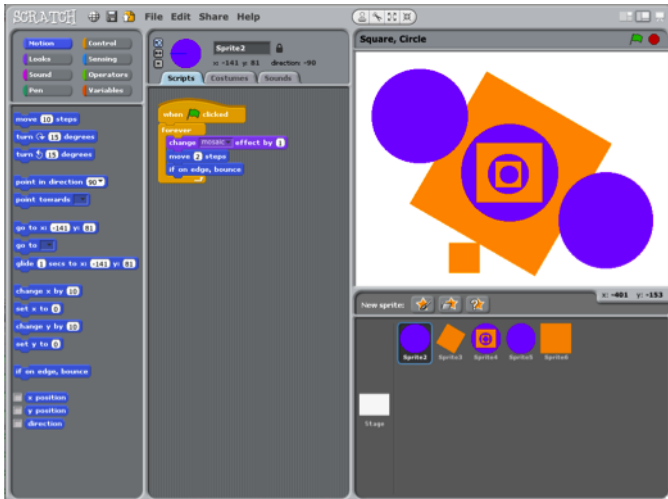 SCRATCH File Edit Share Help
Motion Control
Looks Sensing
Sound Operators
Pen Variables
move 10 steps
turn 15 degrees
turn 15 degrees
point in direction 90
point towards
go to x: -141 y: 81
go to
glide 1 secs to x: -141 y: 81
change x by 10
set x to 0
change y by 10
set y to 0
if on edge, bounce
x position
y position
direction
Sprite2
x: -141 y: 81 direction: -90
Scripts Costumes Sounds
when clicked
forever
change mosaic effect by 1
move 2 steps
if on edge, bounce
Square, Circle
x: -401 y: -153
New sprite:
Sprite2 Sprite3 Sprite4 Sprite5 Sprite6
Stage